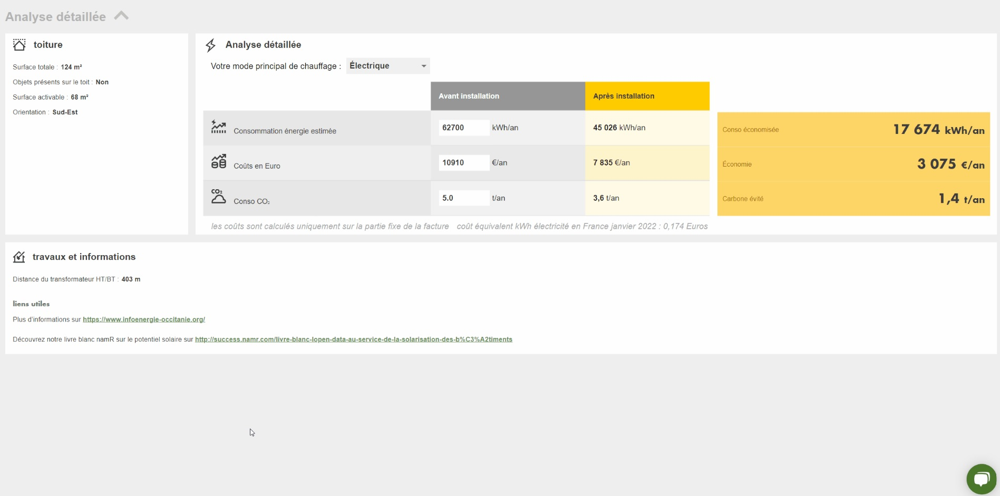 Analyse détaillée
toiture
Surface totale : 124 m²
Objets présents sur le toit : Non
Surface activable : 68 m²
Orientation : Sud-Est
Analyse détaillée
Votre mode principal de chauffage : Électrique
Avant installation Après installation
Consommation énergie estimée 62700 kWh/an 45 026 kWh/an
Conso économisée 17 674 kWh/an
Coûts en Euro 10910 €/an 7 835 €/an
Économie 3 075 €/an
CO₂
Conso CO₂ 5.0 t/an 3,6 t/an
Carbone évité 1,4 t/an
les coûts sont calculés uniquement sur la partie fixe de la facture coût équivalent kWh électricité en France janvier 2022 : 0,174 Euros
travaux et informations
Distance du transformateur HT/BT : 403 m
liens utiles
Plus d'informations sur https://www.infoenergie-occitanie.org/
Découvrez notre livre blanc namR sur le potentiel solaire sur http://success.namr.com/livre-blanc-lopen-data-au-service-de-la-solarisation-des-b%C3%A2timents